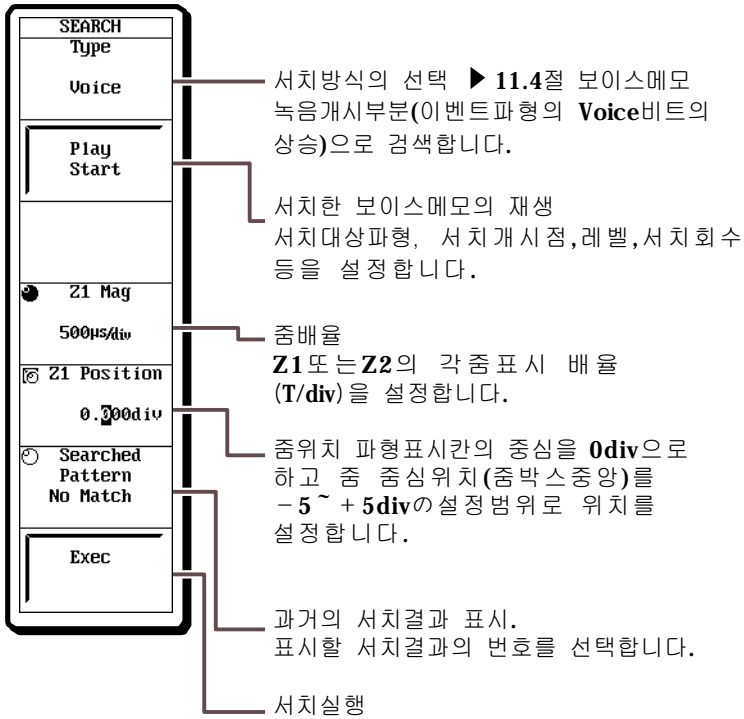 SEARCH
Type
Voice
Play
Start
Z1 Mag
500µs/div
Z1 Position
0.000div
Searched
Pattern
No Match
Exec
서치방식의 선택 ▶ 11.4절 보이스메모
녹음개시부분(이벤트파형의 Voice비트의
상승)으로 검색합니다.
서치한 보이스메모의 재생
서치대상파형, 서치개시점,레벨,서치회수
등을 설정합니다.
줌배율
Z1또는Z2의 각줌표시 배율
(T/div)을 설정합니다.
줌위치 파형표시칸의 중심을 0div으로
하고 줌 중심위치(줌박스중앙)를
−5~+5divの설정범위로 위치를
설정합니다.
과거의 서치결과 표시.
표시할 서치결과의 번호를 선택합니다.
서치실행